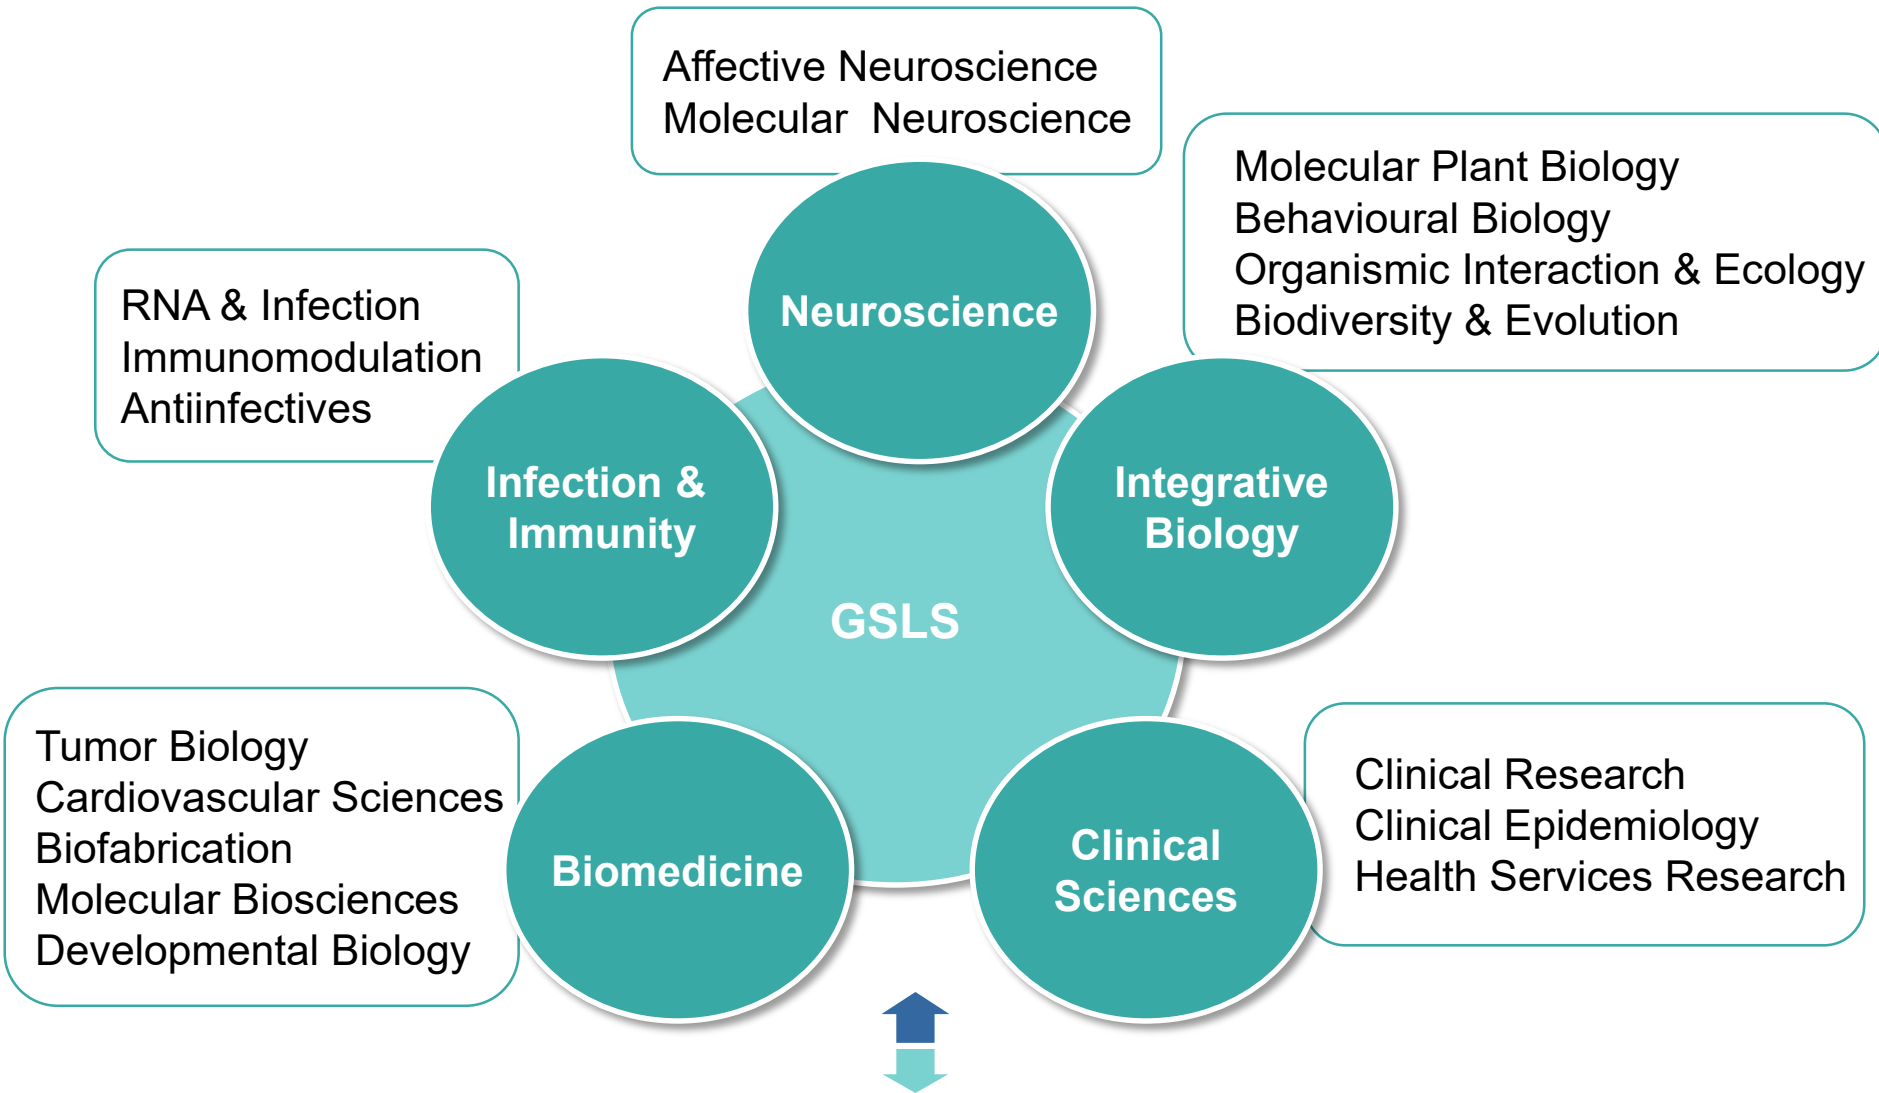 Affective Neuroscience
Molecular Neuroscience
Neuroscience
Molecular Plant Biology
Behavioural Biology
Organismic Interaction & Ecology
Biodiversity & Evolution
Integrative
Biology
RNA & Infection
Immunomodulation
Antiinfectives
Infection &
Immunity
GSLS
Tumor Biology
Cardiovascular Sciences
Biofabrication
Molecular Biosciences
Developmental Biology
Biomedicine
Clinical
Sciences
Clinical Research
Clinical Epidemiology
Health Services Research